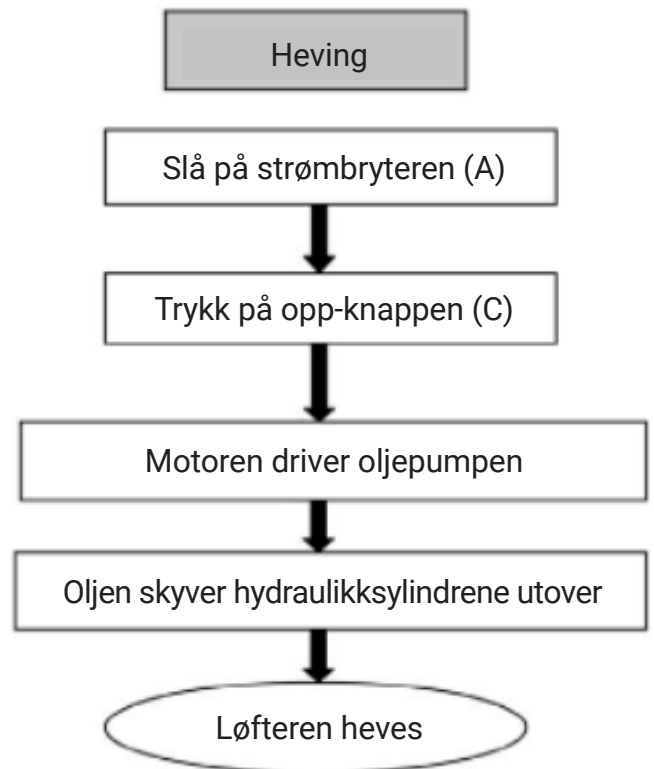 Heving
Slå på strømbryteren (A)
Trykk på opp-knappen (C)
Motoren driver oljepumpen
Oljen skyver hydraulikksylindrene utover
Løfteren heves